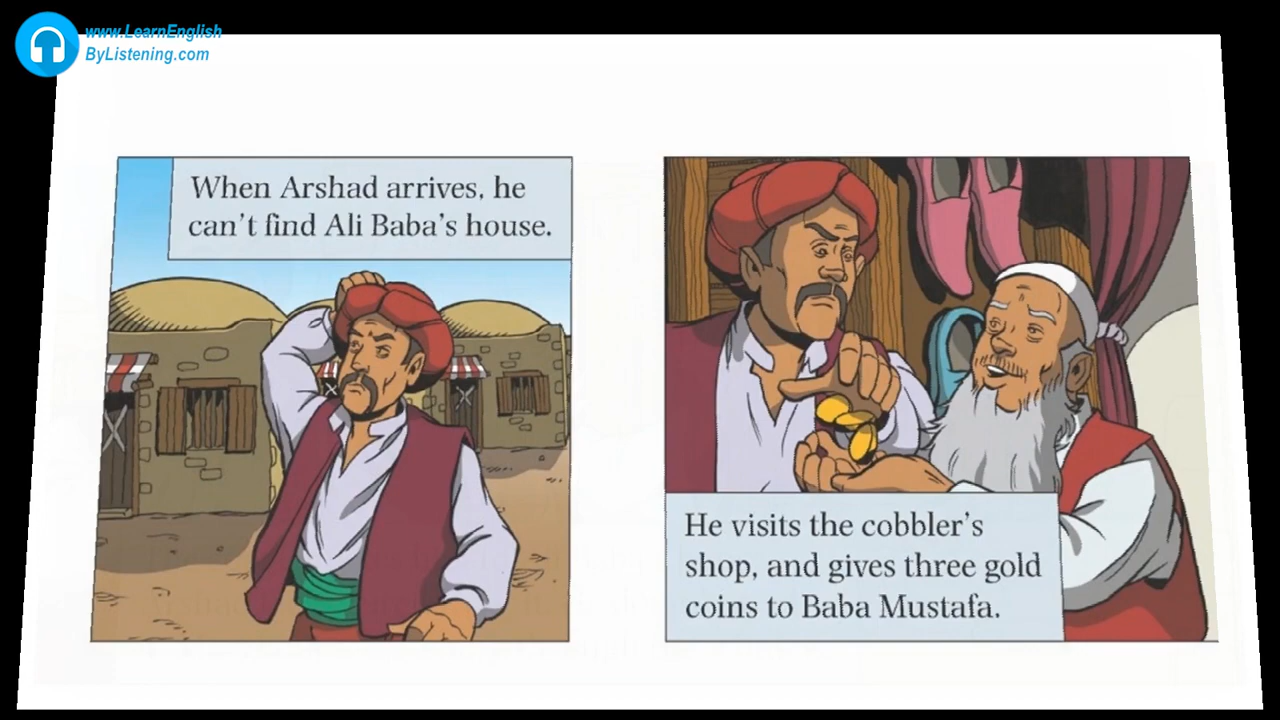 www.LearnEnglish
ByListening.com
When Arshad arrives, he
can't find Ali Baba's house.
He visits the cobbler's
shop, and gives three gold
coins to Baba Mustafa.